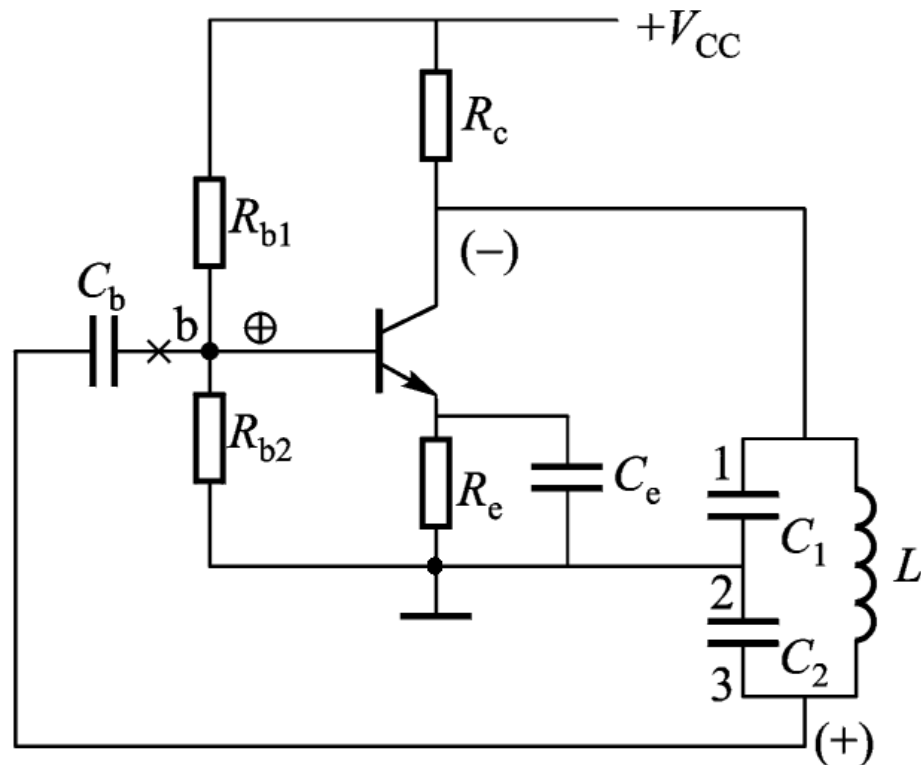 +V_CC
R_c
R_b1
(−)
C_b
b
⊕
R_b2
R_e
C_e
1
C_1
L
2
C_2
3
(+)